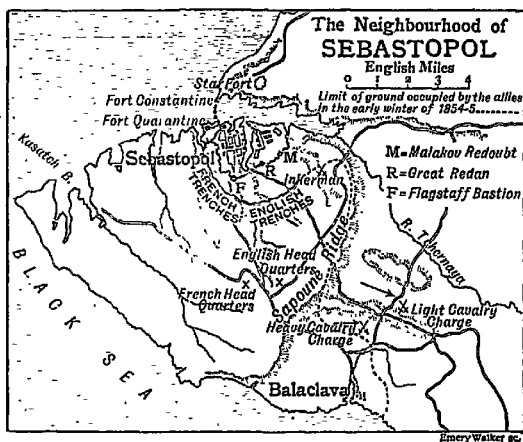 The Neighbourhood of
SEBASTOPOL
English Miles
0 1 2 3 4
Limit of ground occupied by the allies
in the early winter of 1854-5
M = Malakov Redoubt
R = Great Redan
F = Flagstaff Bastion
Star Fort
Fort Constantine
Fort Quarantine
Sebastopol
Kasatch B.
M
R
F
Inkerman
FRENCH
TRENCHES
ENGLISH
TRENCHES
R. Tchernaya
English Head
Quarters
French Head
Quarters
Sapouné Ridge
Light Cavalry
Charge
Heavy Cavalry
Charge
BLACK SEA
Balaclava
Emery Walker sc.